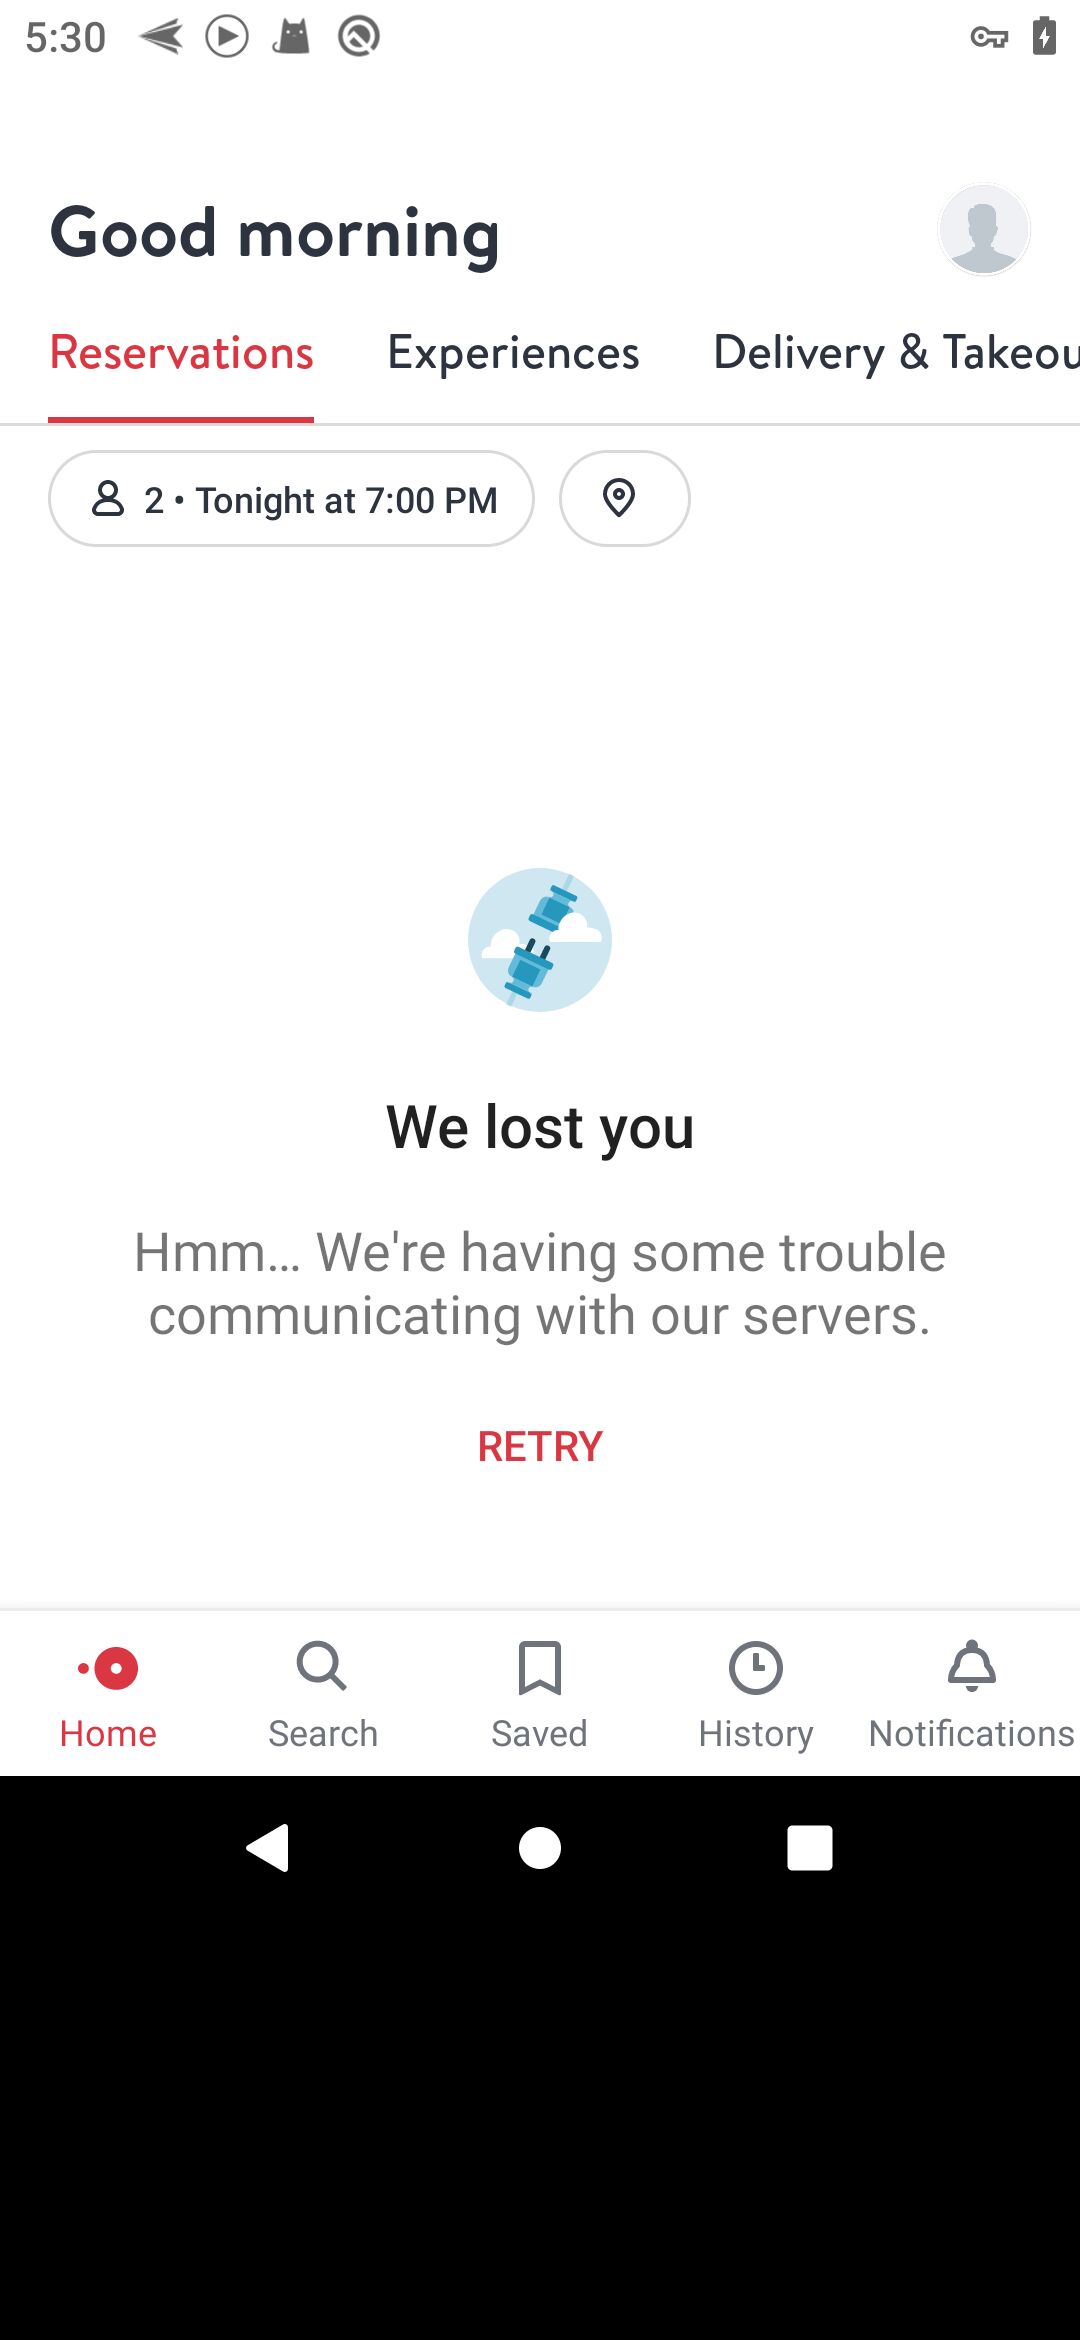 5:30
Good morning
Reservations Experiences Delivery & Takeou
2 • Tonight at 7:00 PM
We lost you
Hmm... We're having some trouble
communicating with our servers.
RETRY
Home Search Saved History Notifications